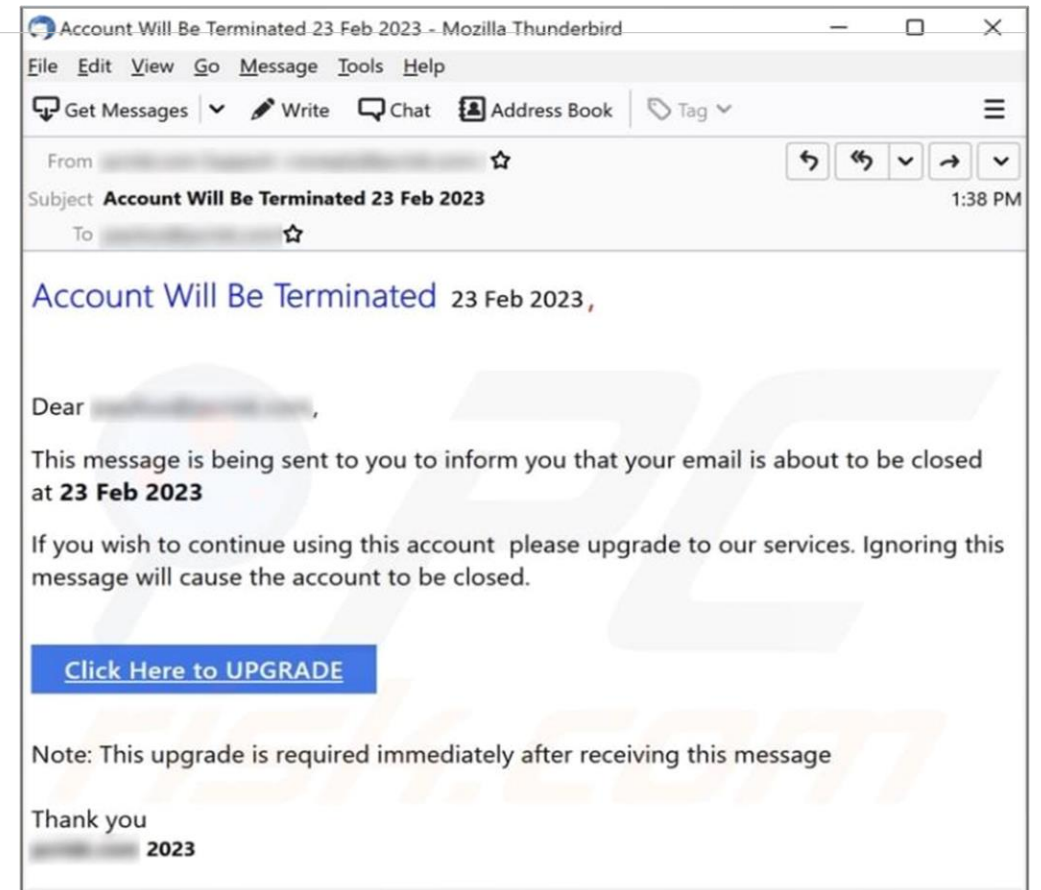 Account Will Be Terminated 23 Feb 2023 - Mozilla Thunderbird
File Edit View Go Message Tools Help
Get Messages Write Chat Address Book Tag
From
Subject Account Will Be Terminated 23 Feb 2023 1:38 PM
To
Account Will Be Terminated 23 Feb 2023,
Dear ,
This message is being sent to you to inform you that your email is about to be closed
at 23 Feb 2023
If you wish to continue using this account please upgrade to our services. Ignoring this
message will cause the account to be closed.
Click Here to UPGRADE
Note: This upgrade is required immediately after receiving this message
Thank you
2023
PC
risk.com